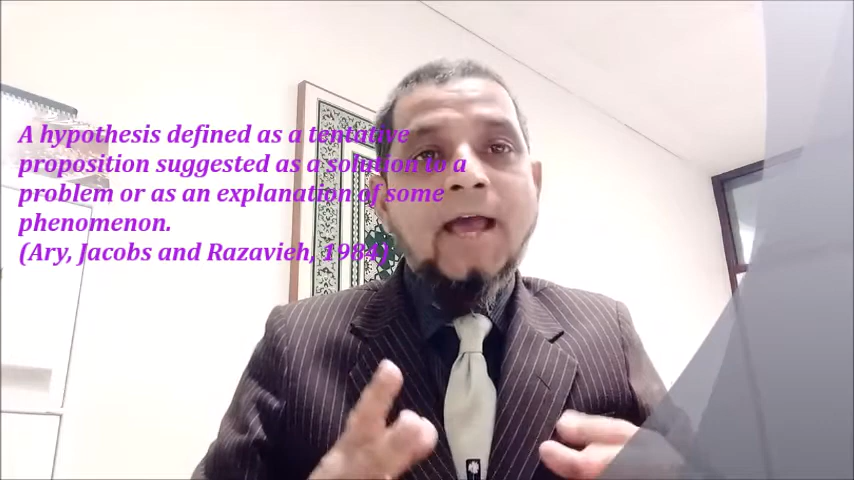 A hypothesis defined as a tentative
proposition suggested as a solution to a
problem or as an explanation of some
phenomenon.
(Ary, Jacobs and Razavieh, 1984)